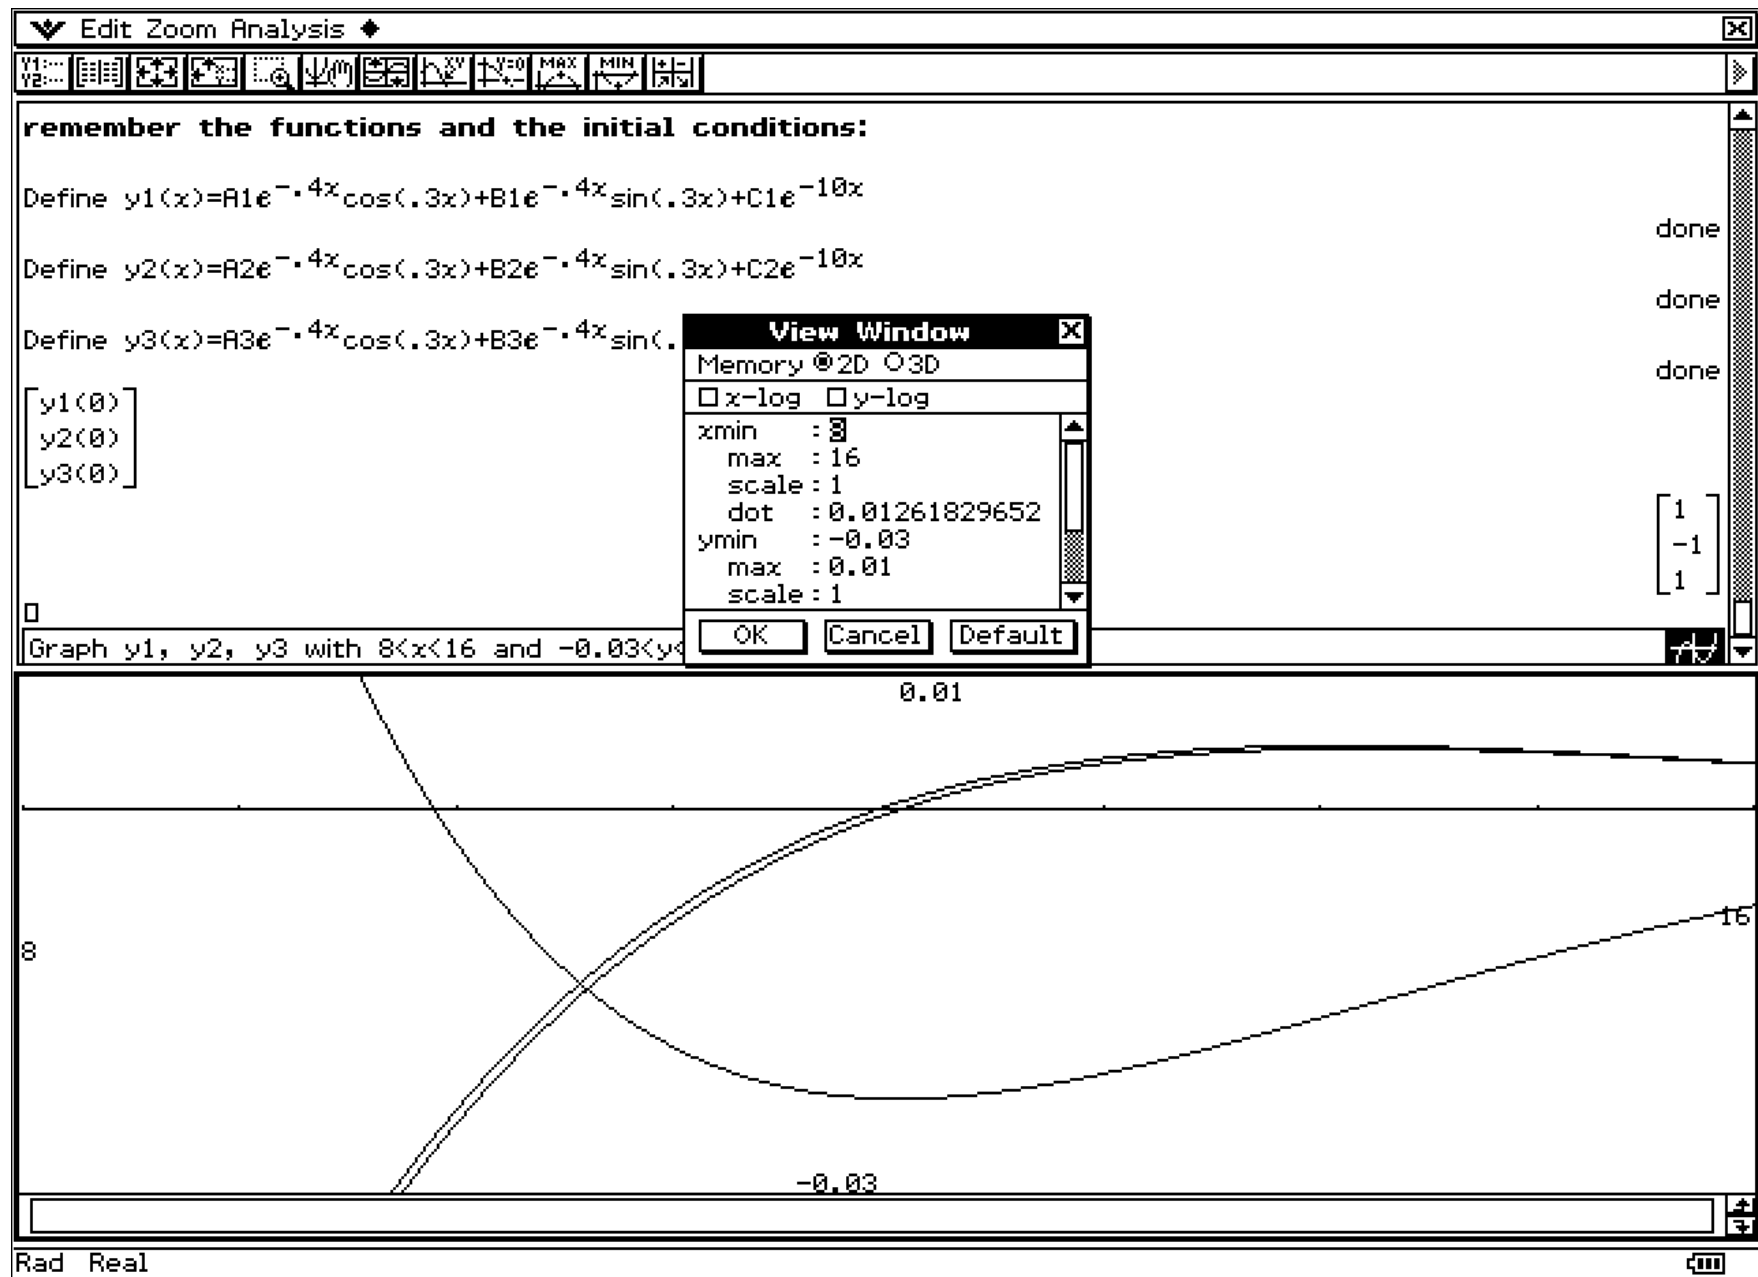 Edit Zoom Analysis ♦
remember the functions and the initial conditions:
Define y1(x)=A1e^-.4x cos(.3x)+B1e^-.4x sin(.3x)+C1e^-10x
done
Define y2(x)=A2e^-.4x cos(.3x)+B2e^-.4x sin(.3x)+C2e^-10x
done
Define y3(x)=A3e^-.4x cos(.3x)+B3e^-.4x sin(.
done
y1(0)
y2(0)
y3(0)
1
-1
1
Graph y1, y2, y3 with 8<x<16 and -0.03<y<
View Window
Memory 2D 3D
x-log y-log
xmin :8
max :16
scale:1
dot :0.01261829652
ymin :-0.03
max :0.01
scale:1
OK Cancel Default
0.01
16
8
-0.03
Rad Real